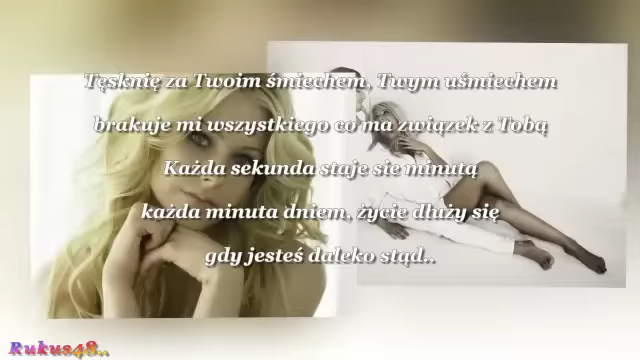 Tęsknię za Twoim śmiechem, Twym uśmiechem
brakuje mi wszystkiego co ma związek z Tobą
Każda sekunda staje sie minutą
każda minuta dniem, życie dłuży się
gdy jesteś daleko stąd..
Rukus48..